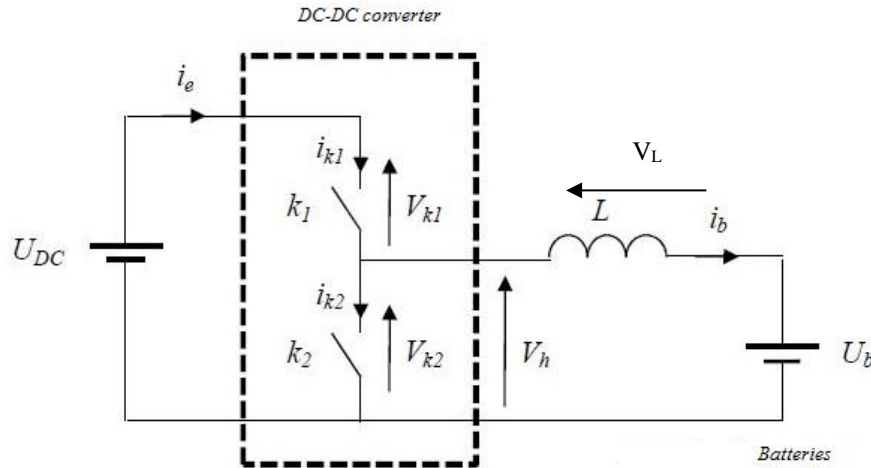 DC-DC converter
i_e
i_k1
V_k1
k_1
V_L
L
i_b
U_DC
i_k2
k_2
V_k2
V_h
U_b
Batteries